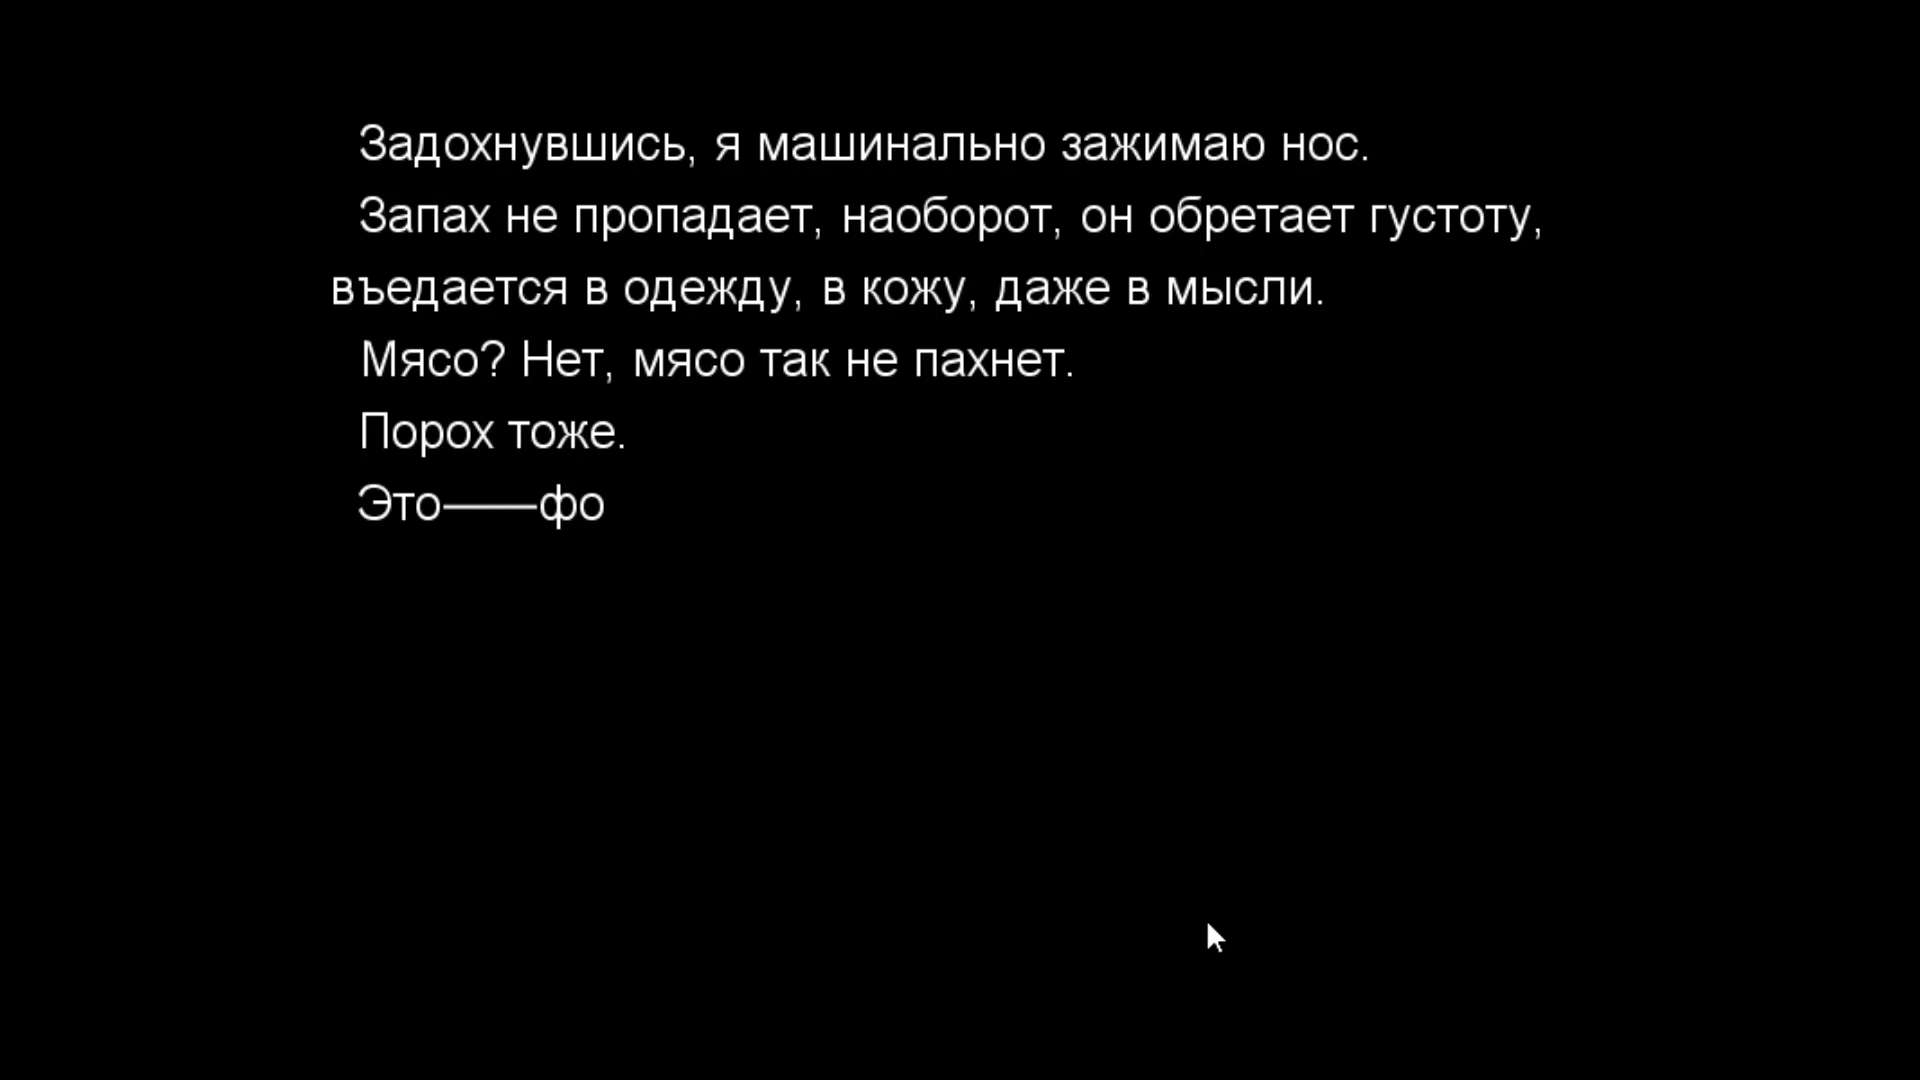 Задохнувшись, я машинально зажимаю нос.
Запах не пропадает, наоборот, он обретает густоту,
въедается в одежду, в кожу, даже в мысли.
Мясо? Нет, мясо так не пахнет.
Порох тоже.
Это——фо